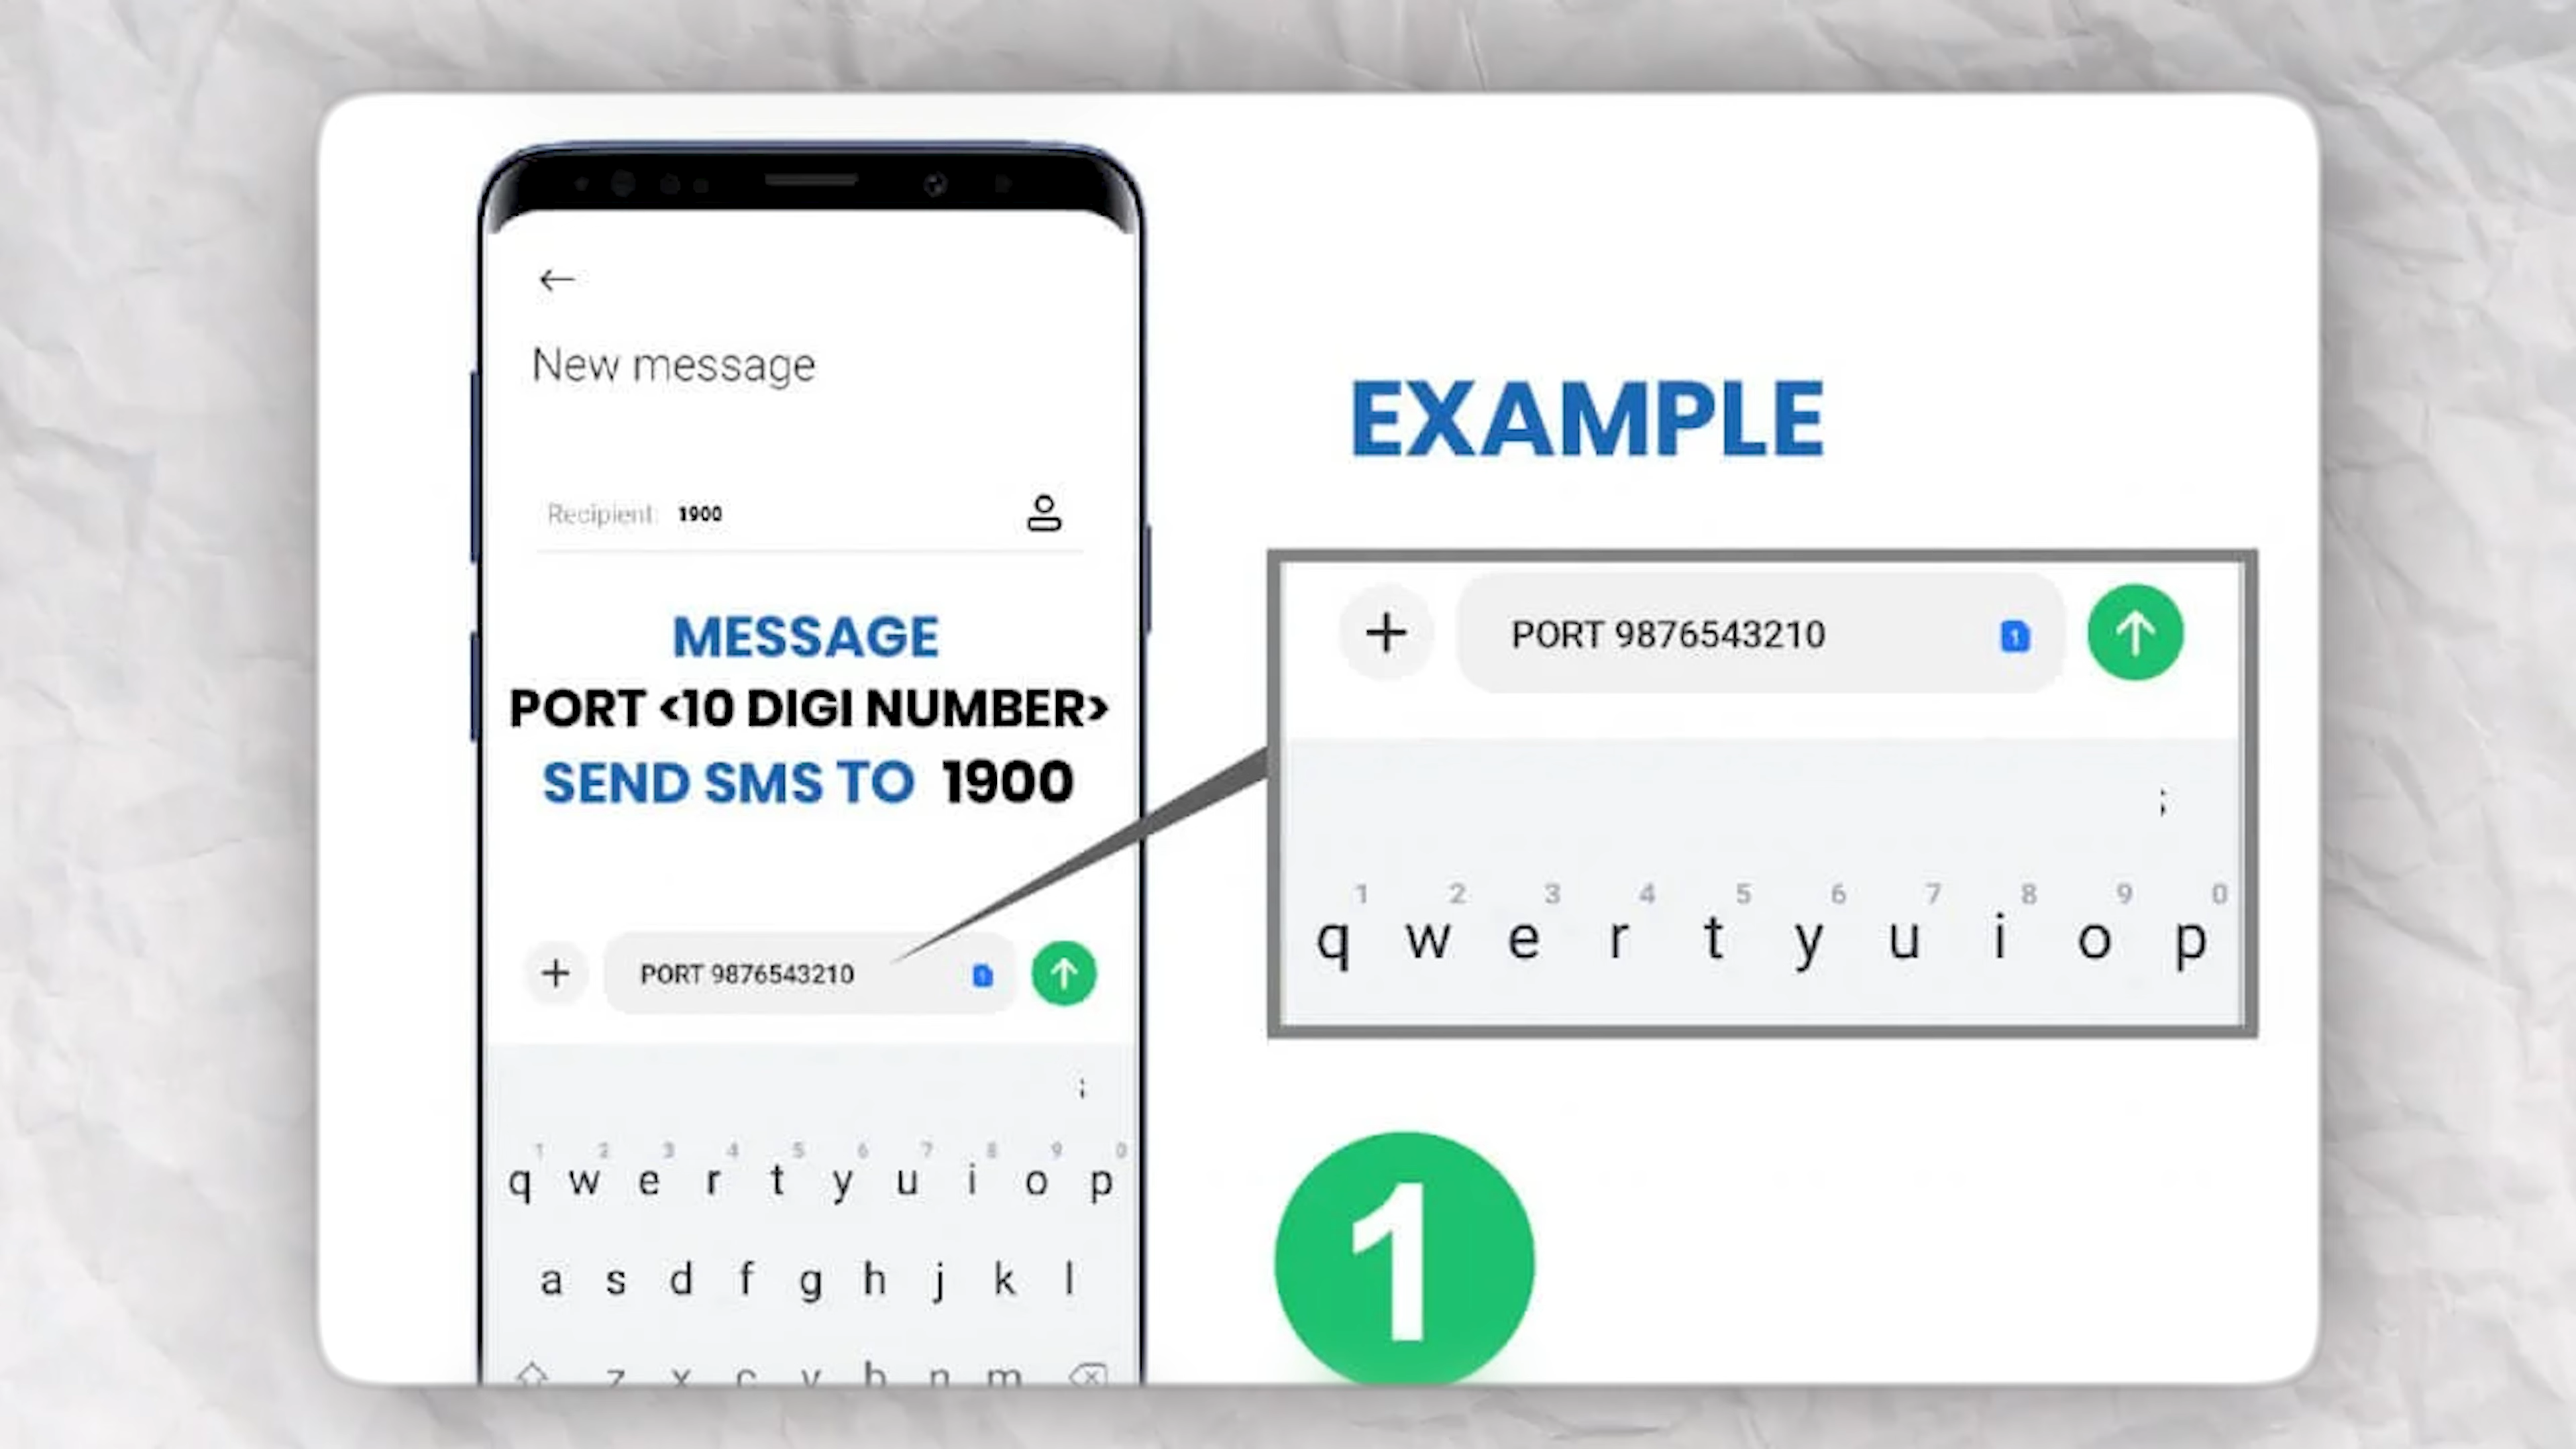 New message
Recipient: 1900
MESSAGE
PORT <10 DIGI NUMBER>
SEND SMS TO 1900
PORT 9876543210
1
;
1 2 3 4 5 6 7 8 9 0
q w e r t y u i o p
a s d f g h j k l
z x c v b n m
EXAMPLE
PORT 9876543210
1
;
1 2 3 4 5 6 7 8 9 0
q w e r t y u i o p
1